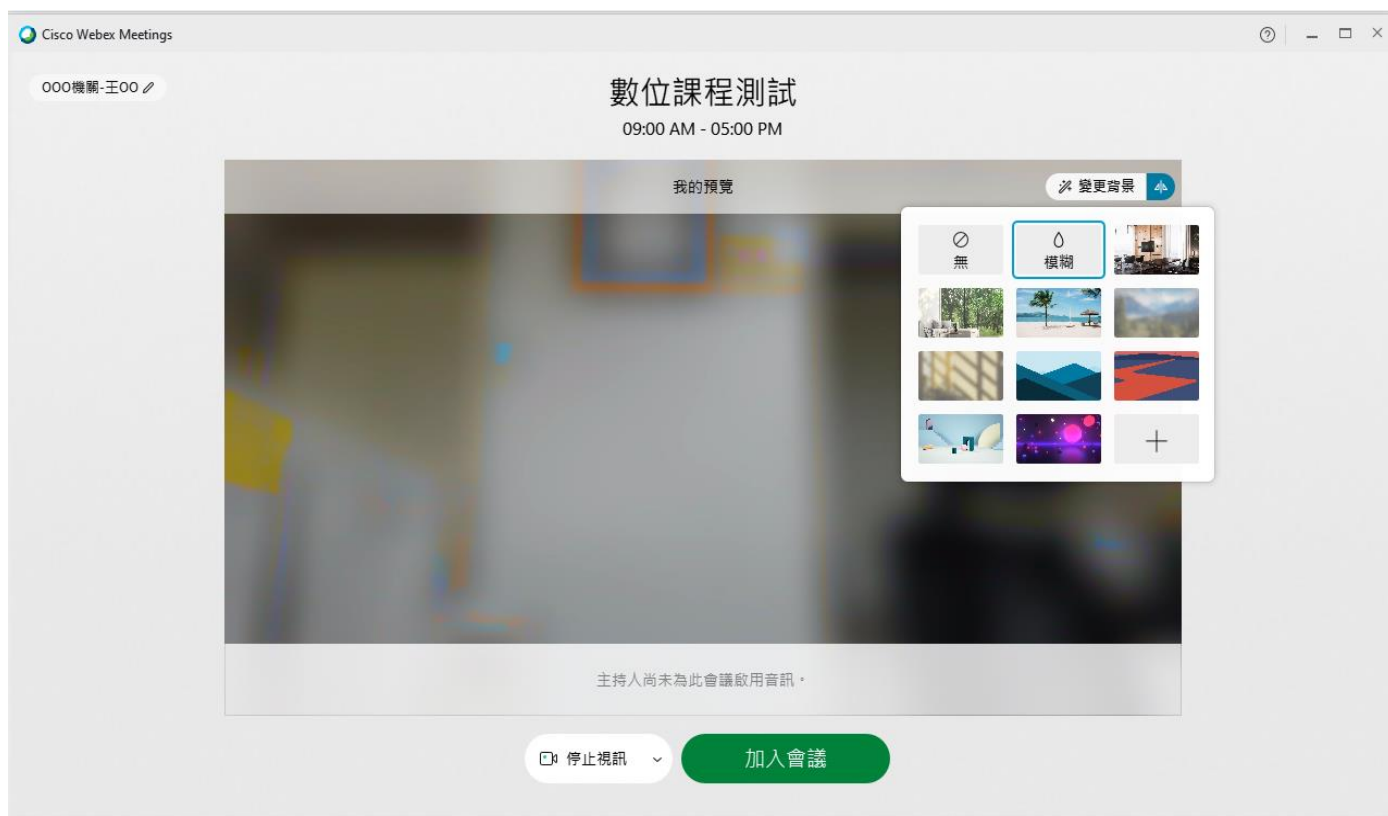 Cisco Webex Meetings
OOO機關-王OO
數位課程測試
09:00 AM - 05:00 PM
我的預覽
變更背景
無
模糊
主持人尚未為此會議啟用音訊。
停止視訊
加入會議